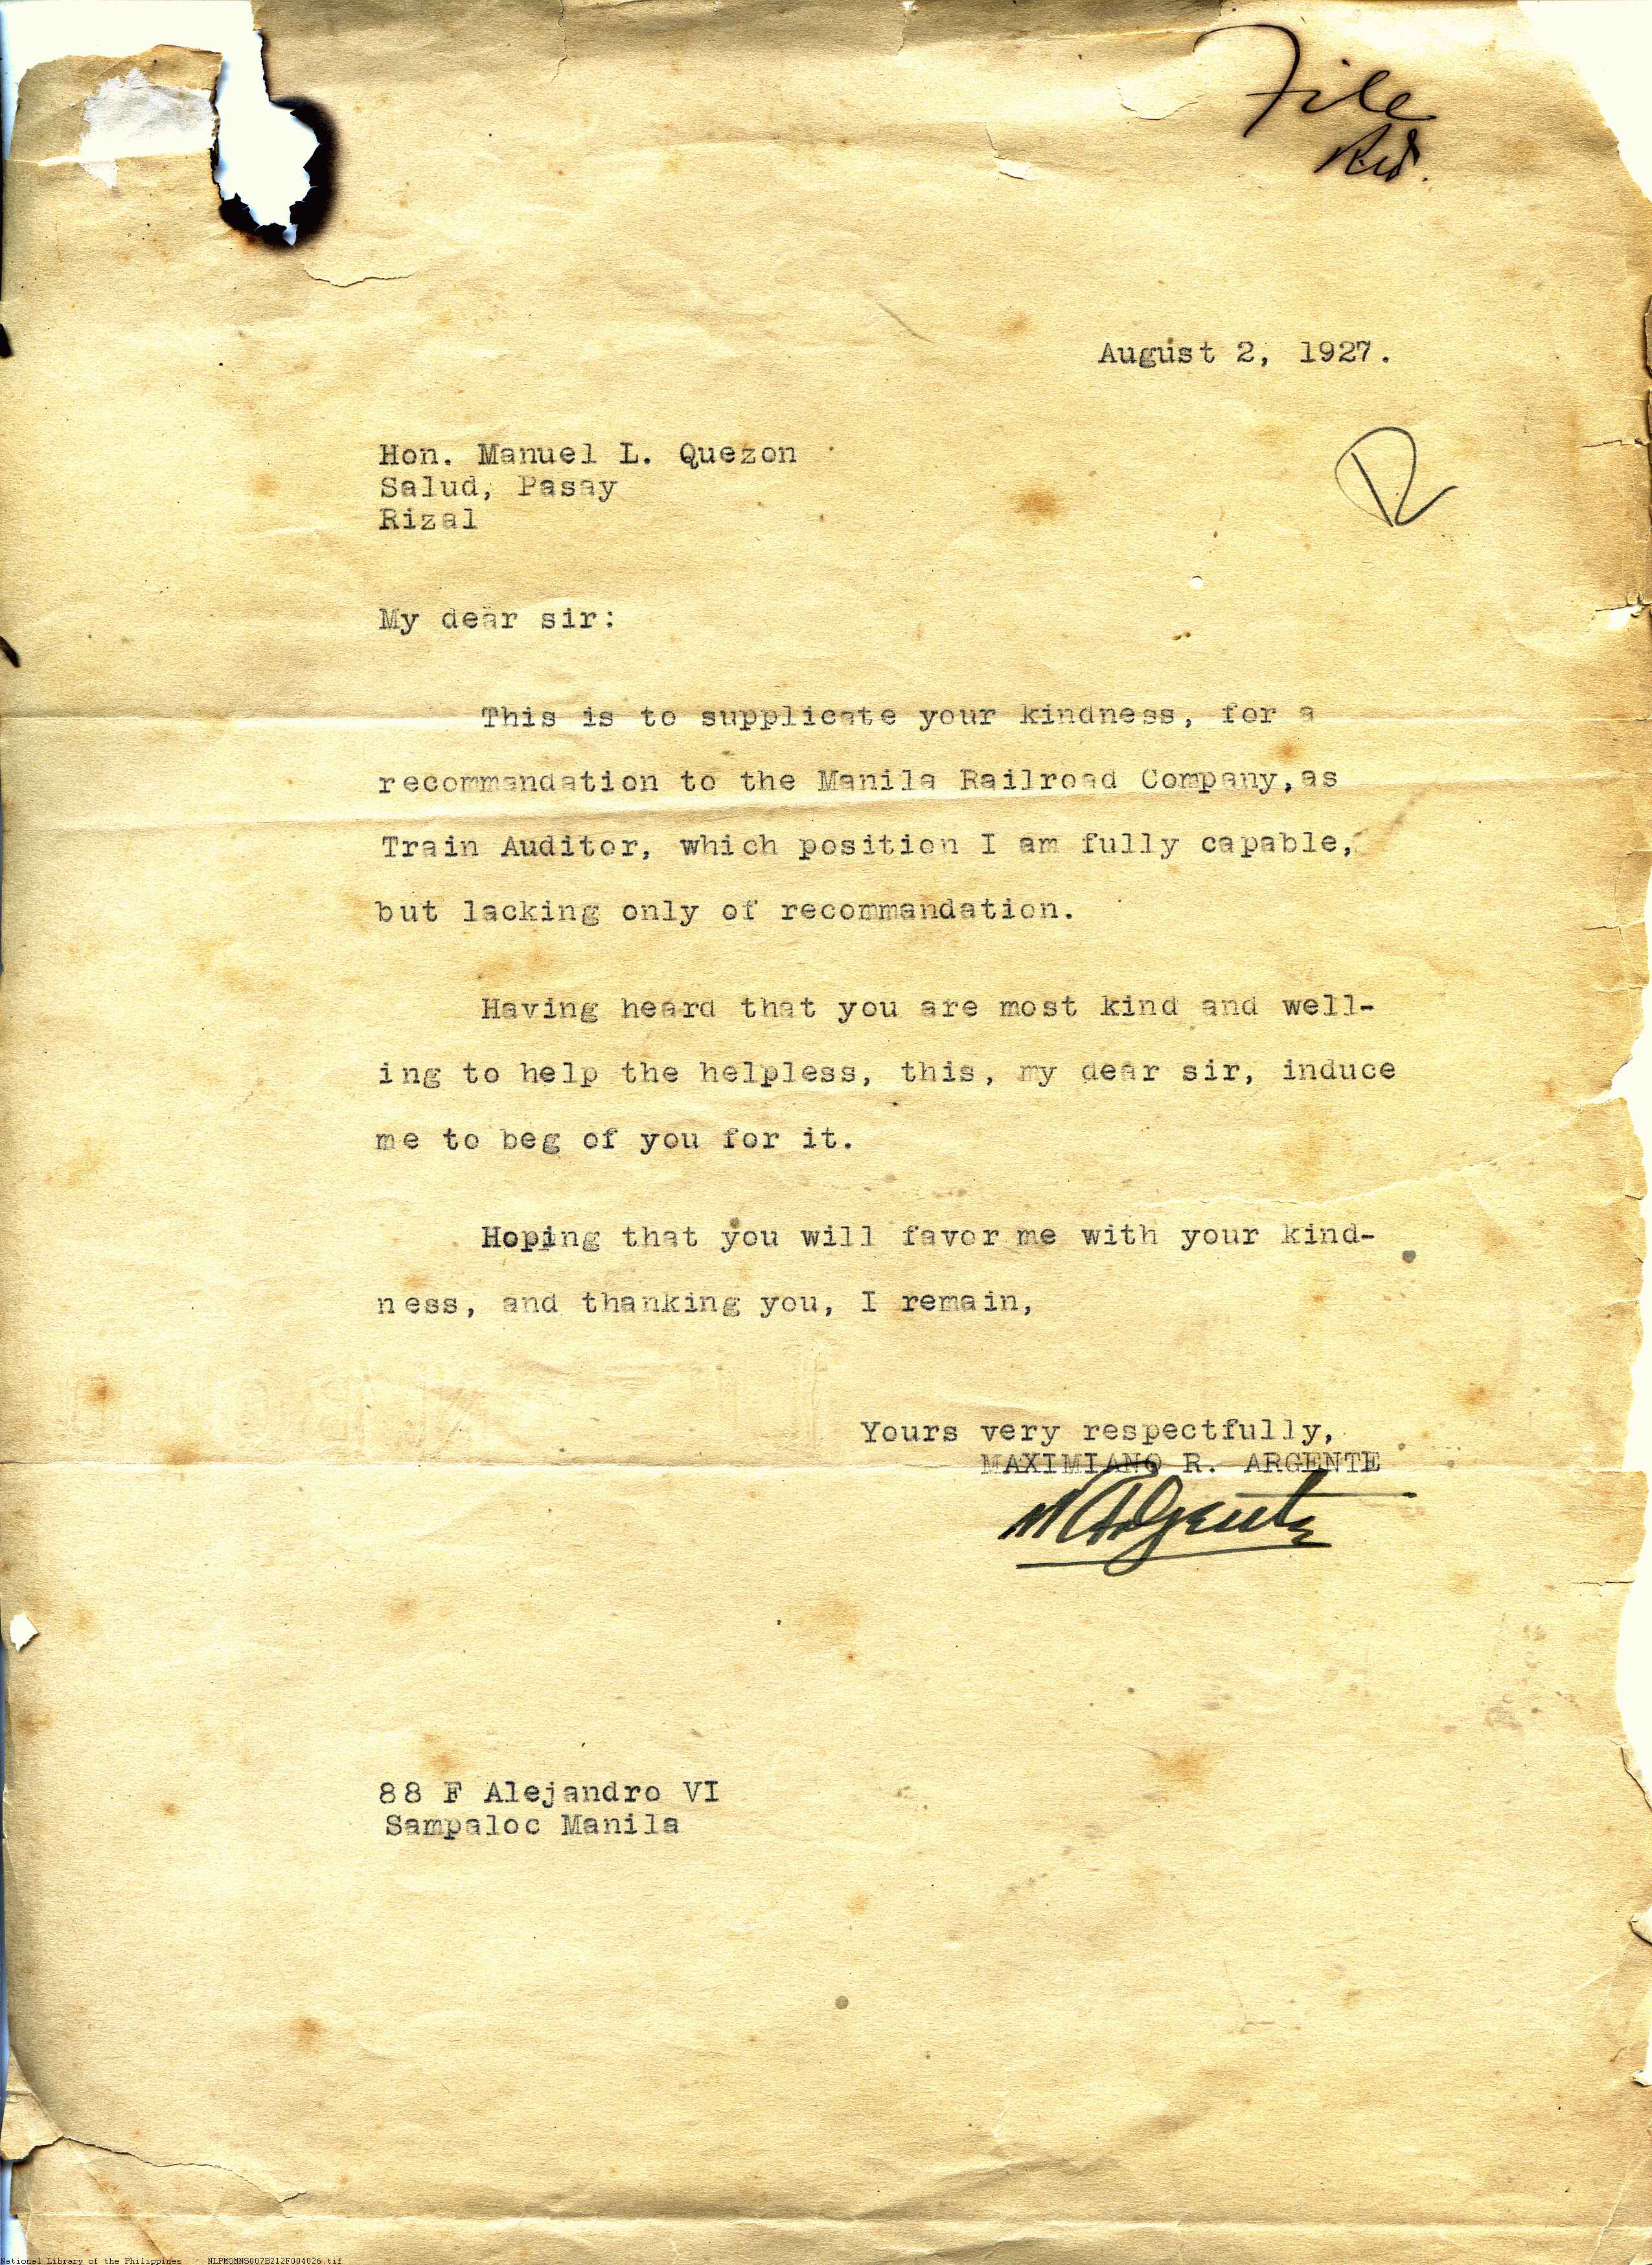 File
August 2, 1927.
Hon. Manuel L. Quezon
Salud, Pasay
Rizal
R
My dear sir:
This is to supplicate your kindness, for a
recommandation to the Manila Railroad Company,as
Train Auditor, which position I am fully capable,
but lacking only of recommandation.
Having heard that you are most kind and well-
ing to help the helpless, this, my dear sir, induce
me to beg of you for it.
Hoping that you will favor me with your kind-
ness, and thanking you, I remain,
Yours very respectfully,
MAXIMIANO R. ARGENTE
MArgente
88 F Alejandro VI
Sampaloc Manila
National Library of the Philippines NLPMQMNS007B212F004026.tif